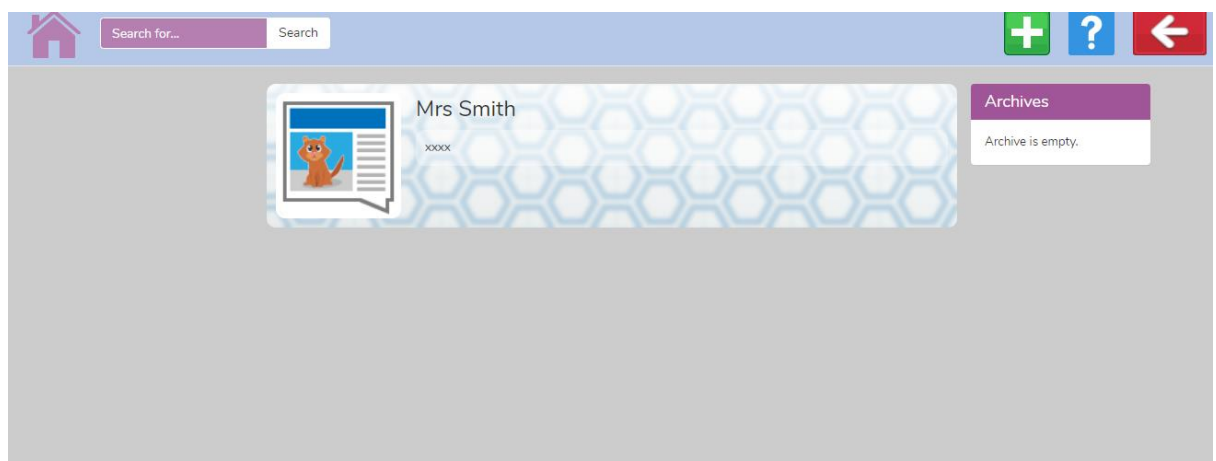 Search for...
Search
Mrs Smith
xxxx
Archives
Archive is empty.